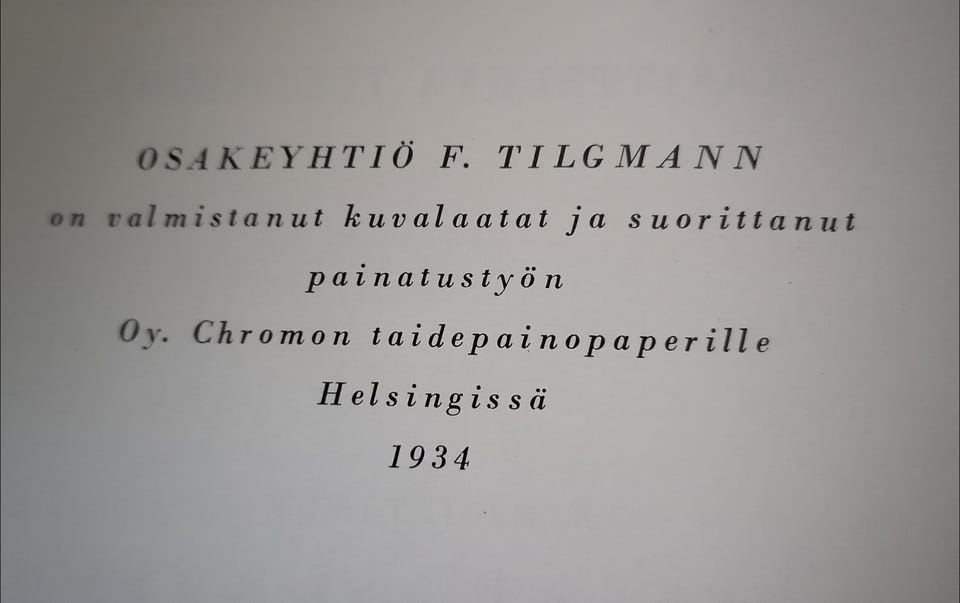 OSAKEYHTIÖ F. TILGMANN
on valmistanut kuvalaatat ja suorittanut
painatustyön
Oy. Chromon taidepainopaperille
Helsingissä
1934